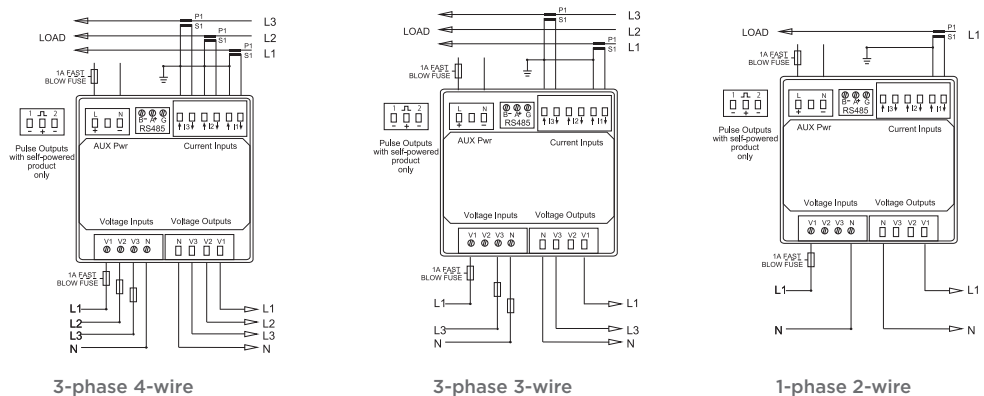 P1
S1
L3
P1
S1
L2
LOAD
P1
S1
L1
1A FAST
BLOW FUSE
1 2
- + -
Pulse Outputs
with self-powered
product
only
L N
+ -
AUX Pwr
B- A+ G
RS485
I3 I2 I1
Current Inputs
Voltage Inputs Voltage Outputs
V1 V2 V3 N
N V3 V2 V1
1A FAST
BLOW FUSE
L1 L1
L2 L2
L3 L3
N N
3-phase 4-wire
P1
S1
L3
LOAD
L2
P1
S1
L1
1A FAST
BLOW FUSE
1 2
- + -
Pulse Outputs
with self-powered
product
only
L N
+ -
AUX Pwr
B- A+ G
RS485
I3 I2 I1
Current Inputs
Voltage Inputs Voltage Outputs
V1 V2 V3 N
N V3 V2 V1
1A FAST
BLOW FUSE
L1 L1
L3 L3
N
3-phase 3-wire
LOAD
P1
S1
L1
1A FAST
BLOW FUSE
1 2
- + -
Pulse Outputs
with self-powered
product
only
L N
+ -
AUX Pwr
B- A+ G
RS485
I3 I2 I1
Current Inputs
Voltage Inputs Voltage Outputs
V1 V2 V3 N
N V3 V2 V1
1A FAST
BLOW FUSE
L1 L1
N N
1-phase 2-wire